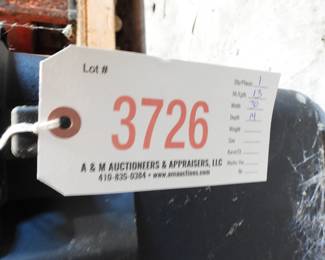 Lot #
3726
A & M AUCTIONEERS & APPRAISERS, LLC
410-835-0384 • www.amauctions.com
Qty/Pieces 1
Ht./Lgth. 13
Width 30
Depth 14
Weight
Size